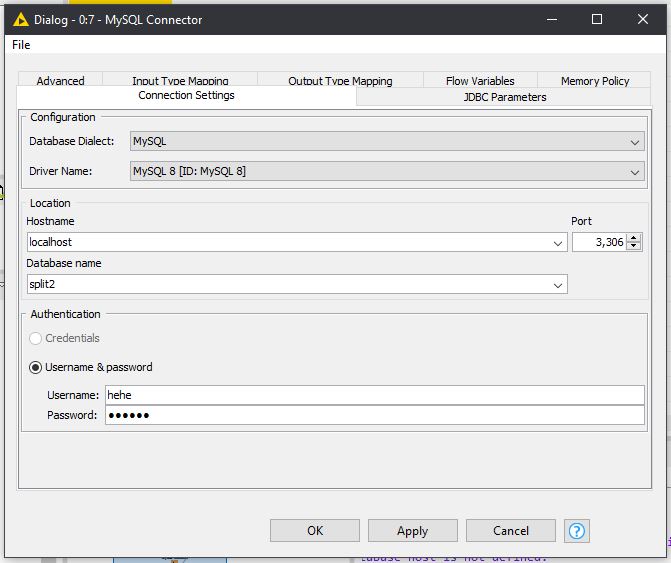 Dialog - 0:7 - MySQL Connector
File
Advanced Input Type Mapping Output Type Mapping Flow Variables Memory Policy
Connection Settings JDBC Parameters
Configuration
Database Dialect: MySQL
Driver Name: MySQL 8 [ID: MySQL 8]
Location
Hostname Port
localhost 3,306
Database name
split2
Authentication
Credentials
Username & password
Username: hehe
Password: ●●●●●●
OK Apply Cancel ?
host is not defined.